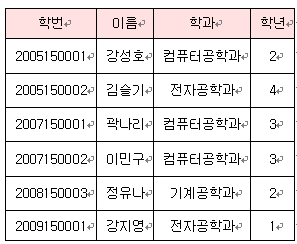 학번 이름 학과 학년
2005150001 강성호 컴퓨터공학과 2
2005150002 김슬기 전자공학과 4
2007150001 곽나리 컴퓨터공학과 3
2007150002 이민구 컴퓨터공학과 3
2008150003 정유나 기계공학과 2
2009150001 강지영 전자공학과 1